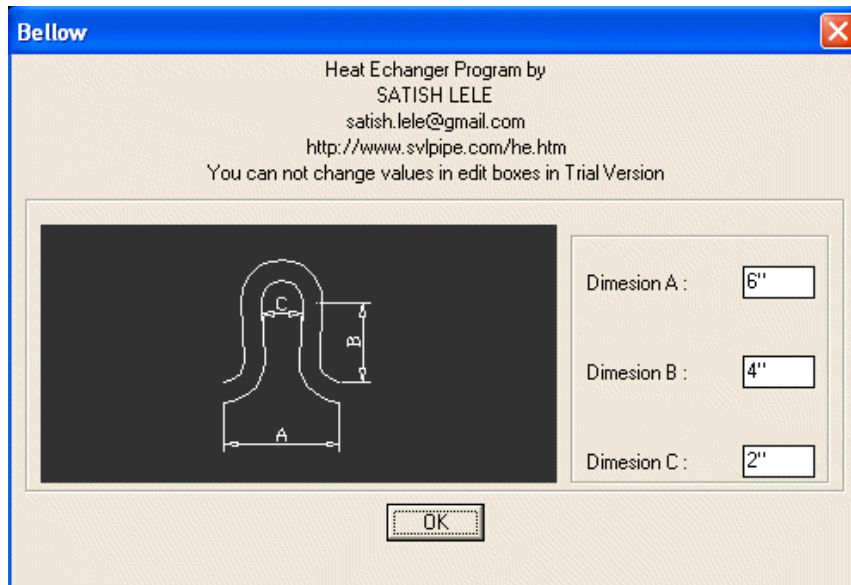 Bellow
Heat Echanger Program by
SATISH LELE
satish.lele@gmail.com
http://www.svlpipe.com/he.htm
You can not change values in edit boxes in Trial Version
C
B
A
Dimesion A : 6"
Dimesion B : 4"
Dimesion C : 2"
OK